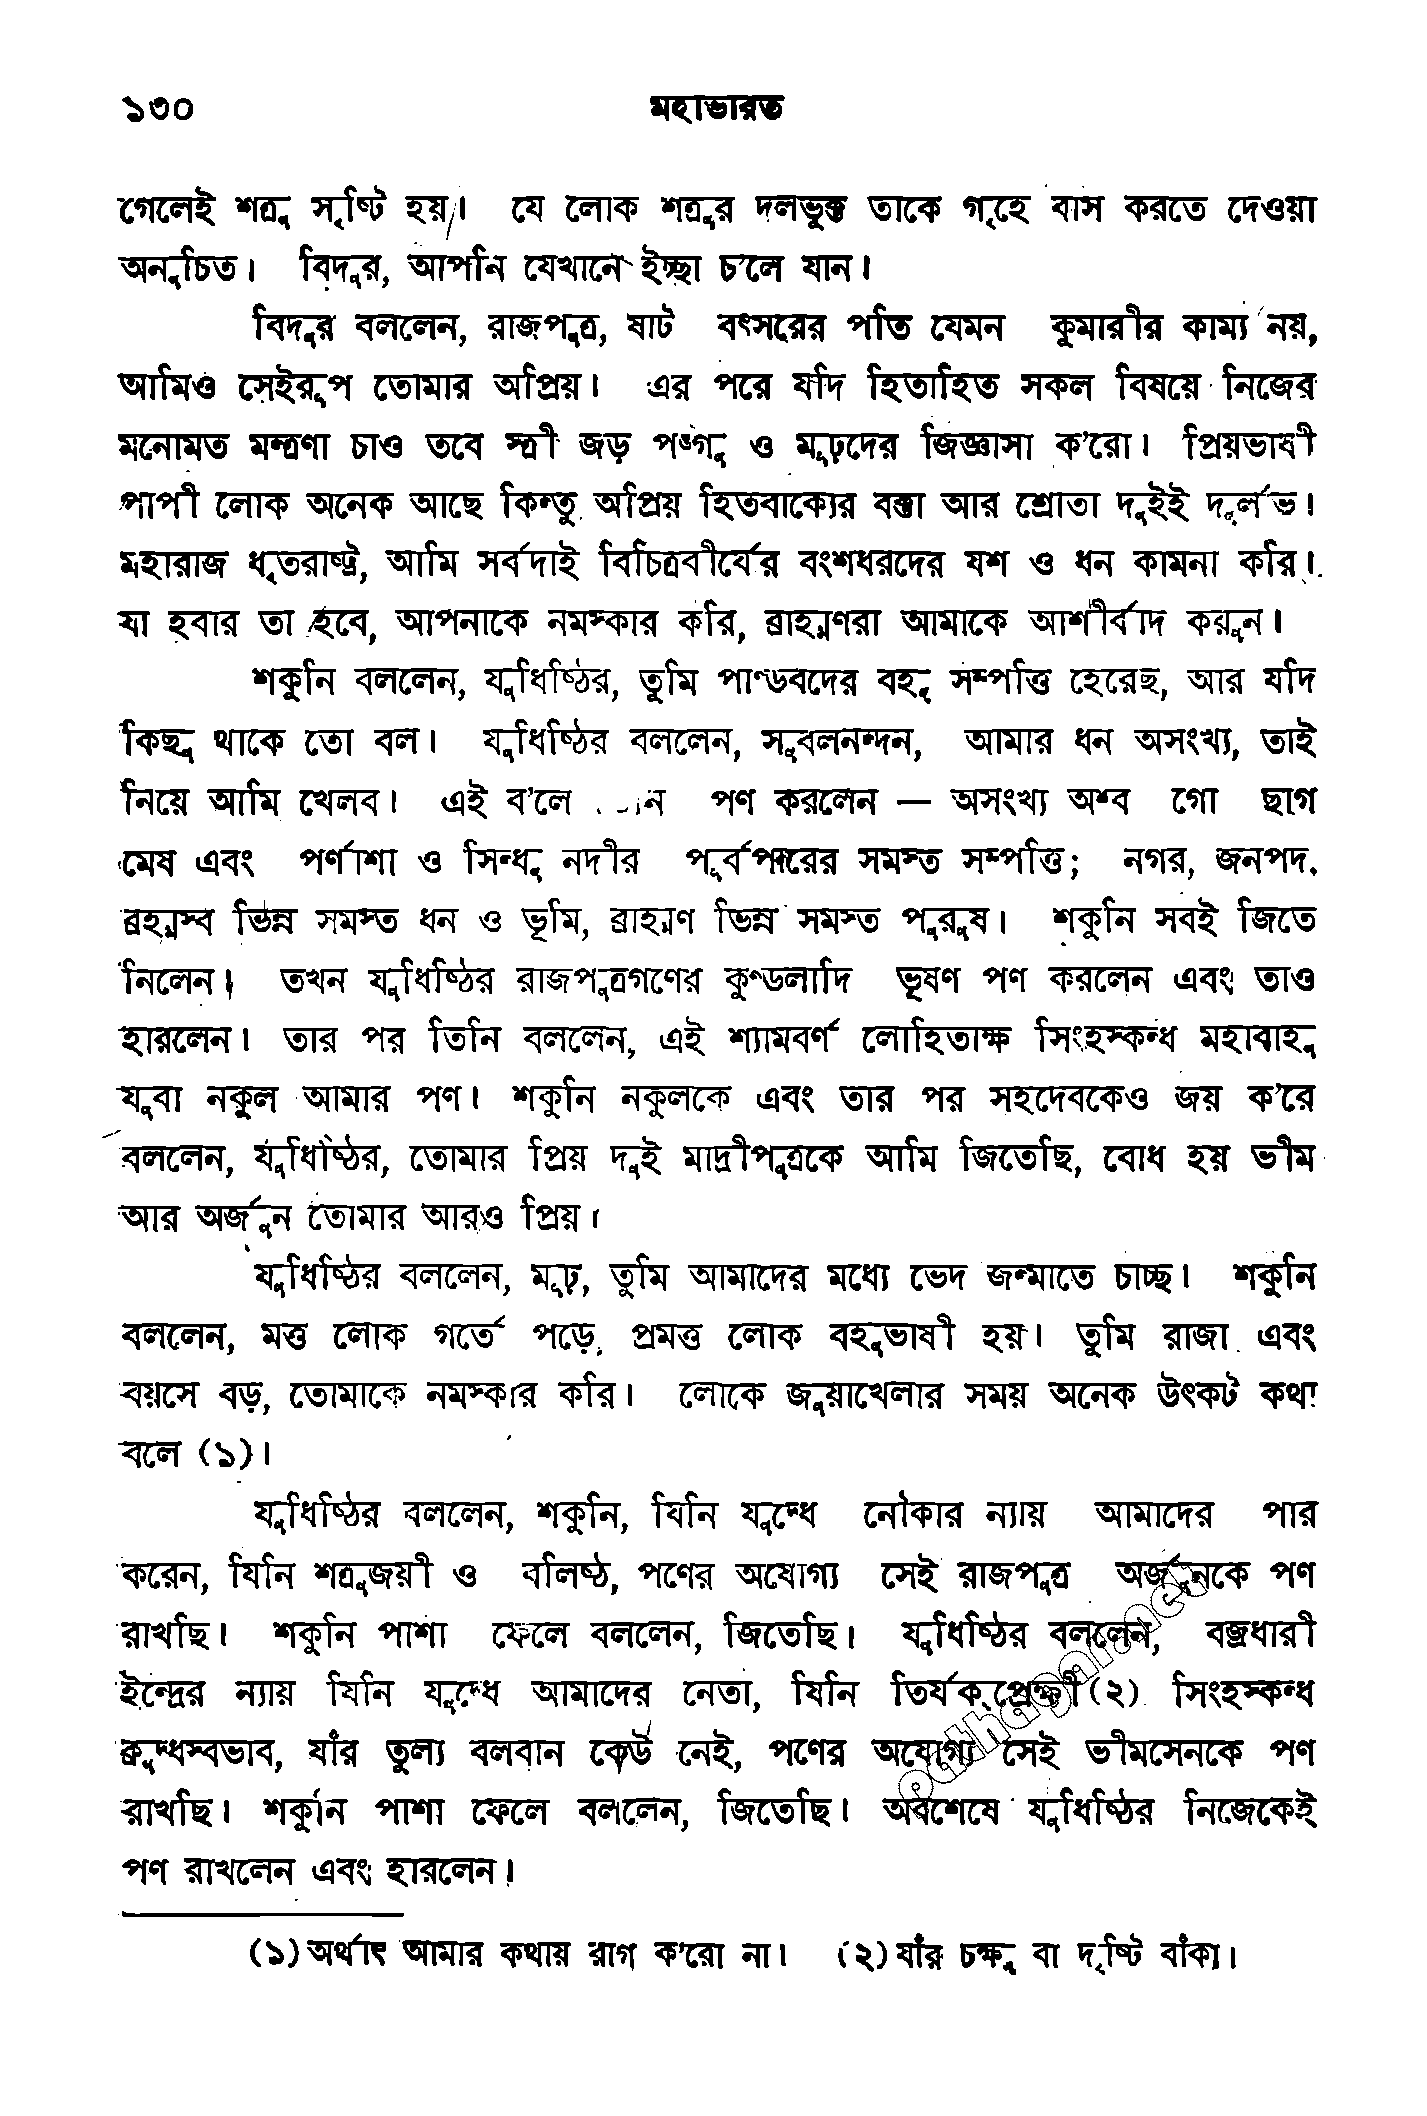 ১৩০ মহাভারত
গেলেই শত্রু সৃষ্টি হয়। যে লোক শত্রুর দলভুক্ত তাকে গৃহে বাস করতে দেওয়া
অনুচিত। বিদুর, আপনি যেখানে ইচ্ছা চ’লে যান।
বিদুর বললেন, রাজপুত্র, ষাট বৎসরের পতি যেমন কুমারীর কাম্য নয়,
আমিও সেইরূপ তোমার অপ্রিয়। এর পরে যদি হিতাহিত সকল বিষয়ে নিজের
মনোমত মন্ত্রণা চাও তবে স্ত্রী জড় পঙ্গু ও মূঢ়দের জিজ্ঞাসা ক’রো। প্রিয়ভাষী
পাপী লোক অনেক আছে কিন্তু অপ্রিয় হিতবাক্যের বক্তা আর শ্রোতা দুইই দুর্লভ।
মহারাজ ধৃতরাষ্ট্র, আমি সর্বদাই বিচিত্রবীর্যের বংশধরদের যশ ও ধন কামনা করি।
যা হবার তা হবে, আপনাকে নমস্কার করি, ব্রাহ্মণরা আমাকে আশীর্বাদ করুন।
শকুনি বললেন, যুধিষ্ঠির, তুমি পাণ্ডবদের বহু সম্পত্তি হেরেছ, আর যদি
কিছু থাকে তো বল। যুধিষ্ঠির বললেন, সুবলনন্দন, আমার ধন অসংখ্য, তাই
নিয়ে আমি খেলব। এই ব’লে পণ করলেন — অসংখ্য অশ্ব গো ছাগ
মেষ এবং পর্ণাশা ও সিন্ধু নদীর পূর্বপারের সমস্ত সম্পত্তি; নগর, জনপদ,
ব্রহ্মস্ব ভিন্ন সমস্ত ধন ও ভূমি, ব্রাহ্মণ ভিন্ন সমস্ত পুরুষ। শকুনি সবই জিতে
নিলেন। তখন যুধিষ্ঠির রাজপুত্রগণের কুণ্ডলাদি ভূষণ পণ করলেন এবং তাও
হারলেন। তার পর তিনি বললেন, এই শ্যামবর্ণ লোহিতাক্ষ সিংহস্কন্ধ মহাবাহু
যুবা নকুল আমার পণ। শকুনি নকুলকে এবং তার পর সহদেবকেও জয় ক’রে
বললেন, যুধিষ্ঠির, তোমার প্রিয় দুই মাদ্রীপুত্রকে আমি জিতেছি, বোধ হয় ভীম
আর অর্জুন তোমার আরও প্রিয়।
যুধিষ্ঠির বললেন, মূঢ়, তুমি আমাদের মধ্যে ভেদ জন্মাতে চাচ্ছ। শকুনি
বললেন, মত্ত লোক গর্তে পড়ে, প্রমত্ত লোক বহুভাষী হয়। তুমি রাজা এবং
বয়সে বড়, তোমাকে নমস্কার করি। লোকে জুয়াখেলার সময় অনেক উৎকট কথা
বলে (১)।
যুধিষ্ঠির বললেন, শকুনি, যিনি যুদ্ধে নৌকার ন্যায় আমাদের পার
করেন, যিনি শত্রুজয়ী ও বলিষ্ঠ, পণের অযোগ্য সেই রাজপুত্র অর্জুনকে পণ
রাখছি। শকুনি পাশা ফেলে বললেন, জিতেছি। যুধিষ্ঠির বললেন, বজ্রধারী
ইন্দ্রের ন্যায় যিনি যুদ্ধে আমাদের নেতা, যিনি তির্যক্‌প্রেক্ষী(২) সিংহস্কন্ধ
ক্রুদ্ধস্বভাব, যাঁর তুল্য বলবান কেউ নেই, পণের অযোগ্য সেই ভীমসেনকে পণ
রাখছি। শকুনি পাশা ফেলে বললেন, জিতেছি। অবশেষে যুধিষ্ঠির নিজেকেই
পণ রাখলেন এবং হারলেন।
(১) অর্থাৎ আমার কথায় রাগ ক’রো না। (২) যাঁর চক্ষু বা দৃষ্টি বাঁকা।